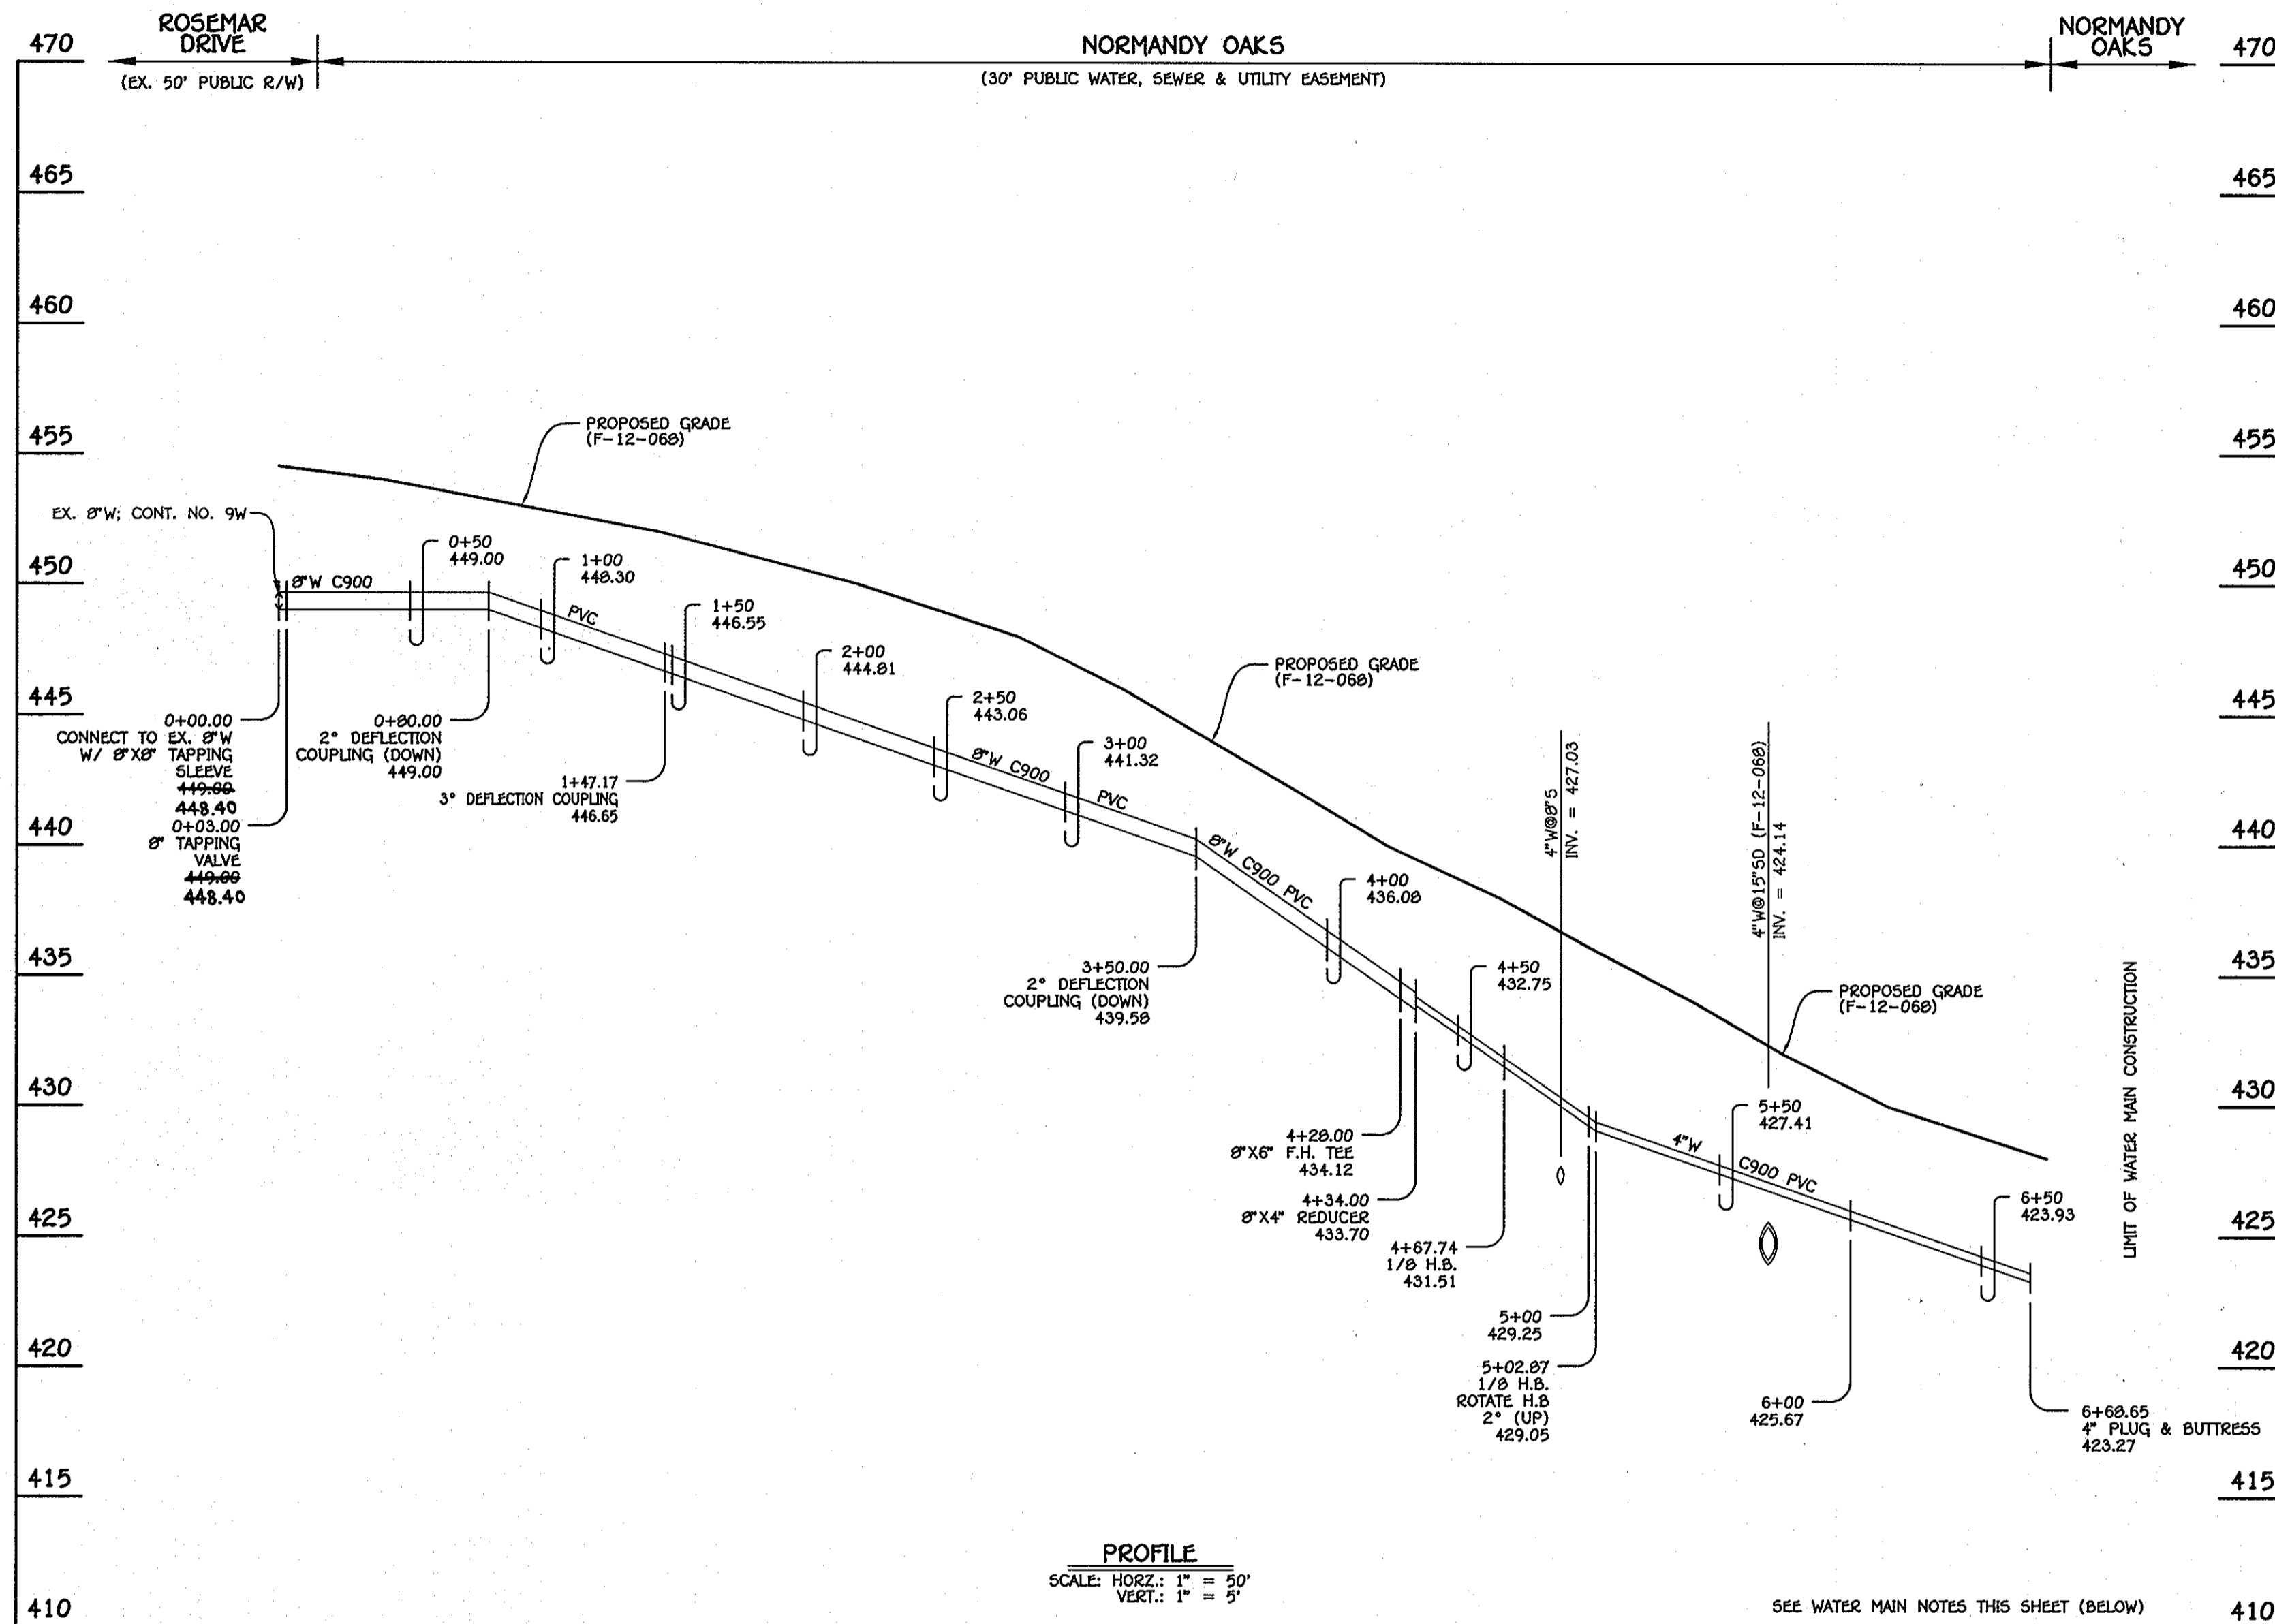 ROSEMAR
DRIVE
(EX. 50' PUBLIC R/W)
NORMANDY OAKS
(30' PUBLIC WATER, SEWER & UTILITY EASEMENT)
NORMANDY
OAKS
470
465
460
455
450
445
440
435
430
425
420
415
410
470
465
460
455
450
445
440
435
430
425
420
415
410
PROPOSED GRADE
(F-12-068)
EX. 8"W; CONT. NO. 9W
8"W C900
PVC
0+50
449.00
1+00
448.30
1+50
446.55
2+00
444.81
2+50
443.06
3+00
441.32
0+00.00
CONNECT TO EX. 8"W
W/ 8"X8" TAPPING
SLEEVE
449.00
448.40
0+03.00
8" TAPPING
VALVE
449.00
448.40
0+80.00
2° DEFLECTION
COUPLING (DOWN)
449.00
1+47.17
3° DEFLECTION COUPLING
446.65
8"W C900
PVC
PROPOSED GRADE
(F-12-068)
8"W C900 PVC
3+50.00
2° DEFLECTION
COUPLING (DOWN)
439.58
4+00
436.08
4+50
432.75
4"W@8"S
INV. = 427.03
4"W@15"SD (F-12-068)
INV. = 424.14
PROPOSED GRADE
(F-12-068)
4+28.00
8"X6" F.H. TEE
434.12
4+34.00
8"X4" REDUCER
433.70
4+67.74
1/8 H.B.
431.51
5+00
429.25
5+02.87
1/8 H.B.
ROTATE H.B
2° (UP)
429.05
4"W
C900 PVC
5+50
427.41
6+00
425.67
6+50
423.93
6+68.65
4" PLUG & BUTTRESS
423.27
LIMIT OF WATER MAIN CONSTRUCTION
PROFILE
SCALE: HORZ.: 1" = 50'
VERT.: 1" = 5'
SEE WATER MAIN NOTES THIS SHEET (BELOW)